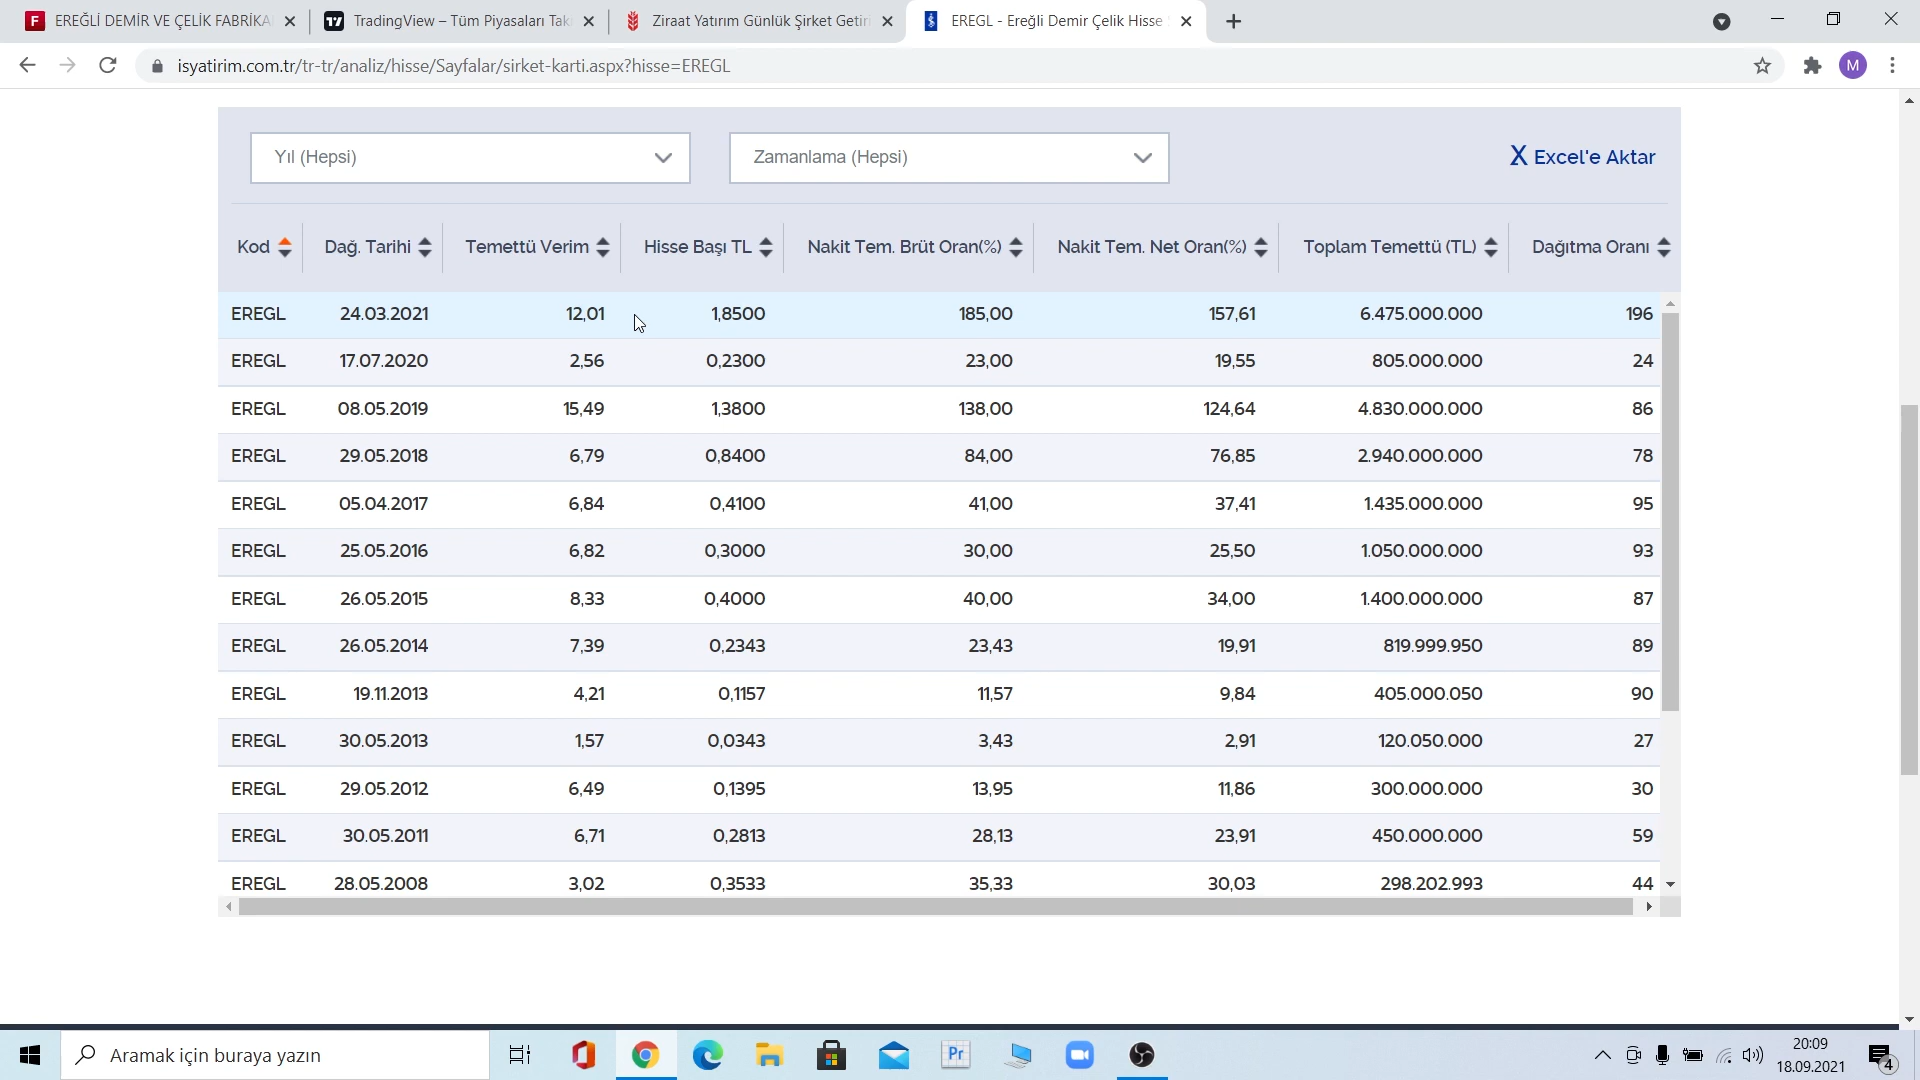 EREĞLİ DEMİR VE ÇELİK FABRİKA
TradingView – Tüm Piyasaları Tak
Ziraat Yatırım Günlük Şirket Getiri
EREGL - Ereğli Demir Çelik Hisse
isyatirim.com.tr/tr-tr/analiz/hisse/Sayfalar/sirket-karti.aspx?hisse=EREGL
M
Yıl (Hepsi)
Zamanlama (Hepsi)
X Excel'e Aktar
Kod Dağ. Tarihi Temettü Verim Hisse Başı TL Nakit Tem. Brüt Oran(%) Nakit Tem. Net Oran(%) Toplam Temettü (TL) Dağıtma Oranı
EREGL 24.03.2021 12,01 1,8500 185,00 157,61 6.475.000.000 196
EREGL 17.07.2020 2,56 0,2300 23,00 19,55 805.000.000 24
EREGL 08.05.2019 15,49 1,3800 138,00 124,64 4.830.000.000 86
EREGL 29.05.2018 6,79 0,8400 84,00 76,85 2.940.000.000 78
EREGL 05.04.2017 6,84 0,4100 41,00 37,41 1.435.000.000 95
EREGL 25.05.2016 6,82 0,3000 30,00 25,50 1.050.000.000 93
EREGL 26.05.2015 8,33 0,4000 40,00 34,00 1.400.000.000 87
EREGL 26.05.2014 7,39 0,2343 23,43 19,91 819.999.950 89
EREGL 19.11.2013 4,21 0,1157 11,57 9,84 405.000.050 90
EREGL 30.05.2013 1,57 0,0343 3,43 2,91 120.050.000 27
EREGL 29.05.2012 6,49 0,1395 13,95 11,86 300.000.000 30
EREGL 30.05.2011 6,71 0,2813 28,13 23,91 450.000.000 59
EREGL 28.05.2008 3,02 0,3533 35,33 30,03 298.202.993 44
Aramak için buraya yazın
Pr
20:09
18.09.2021
4